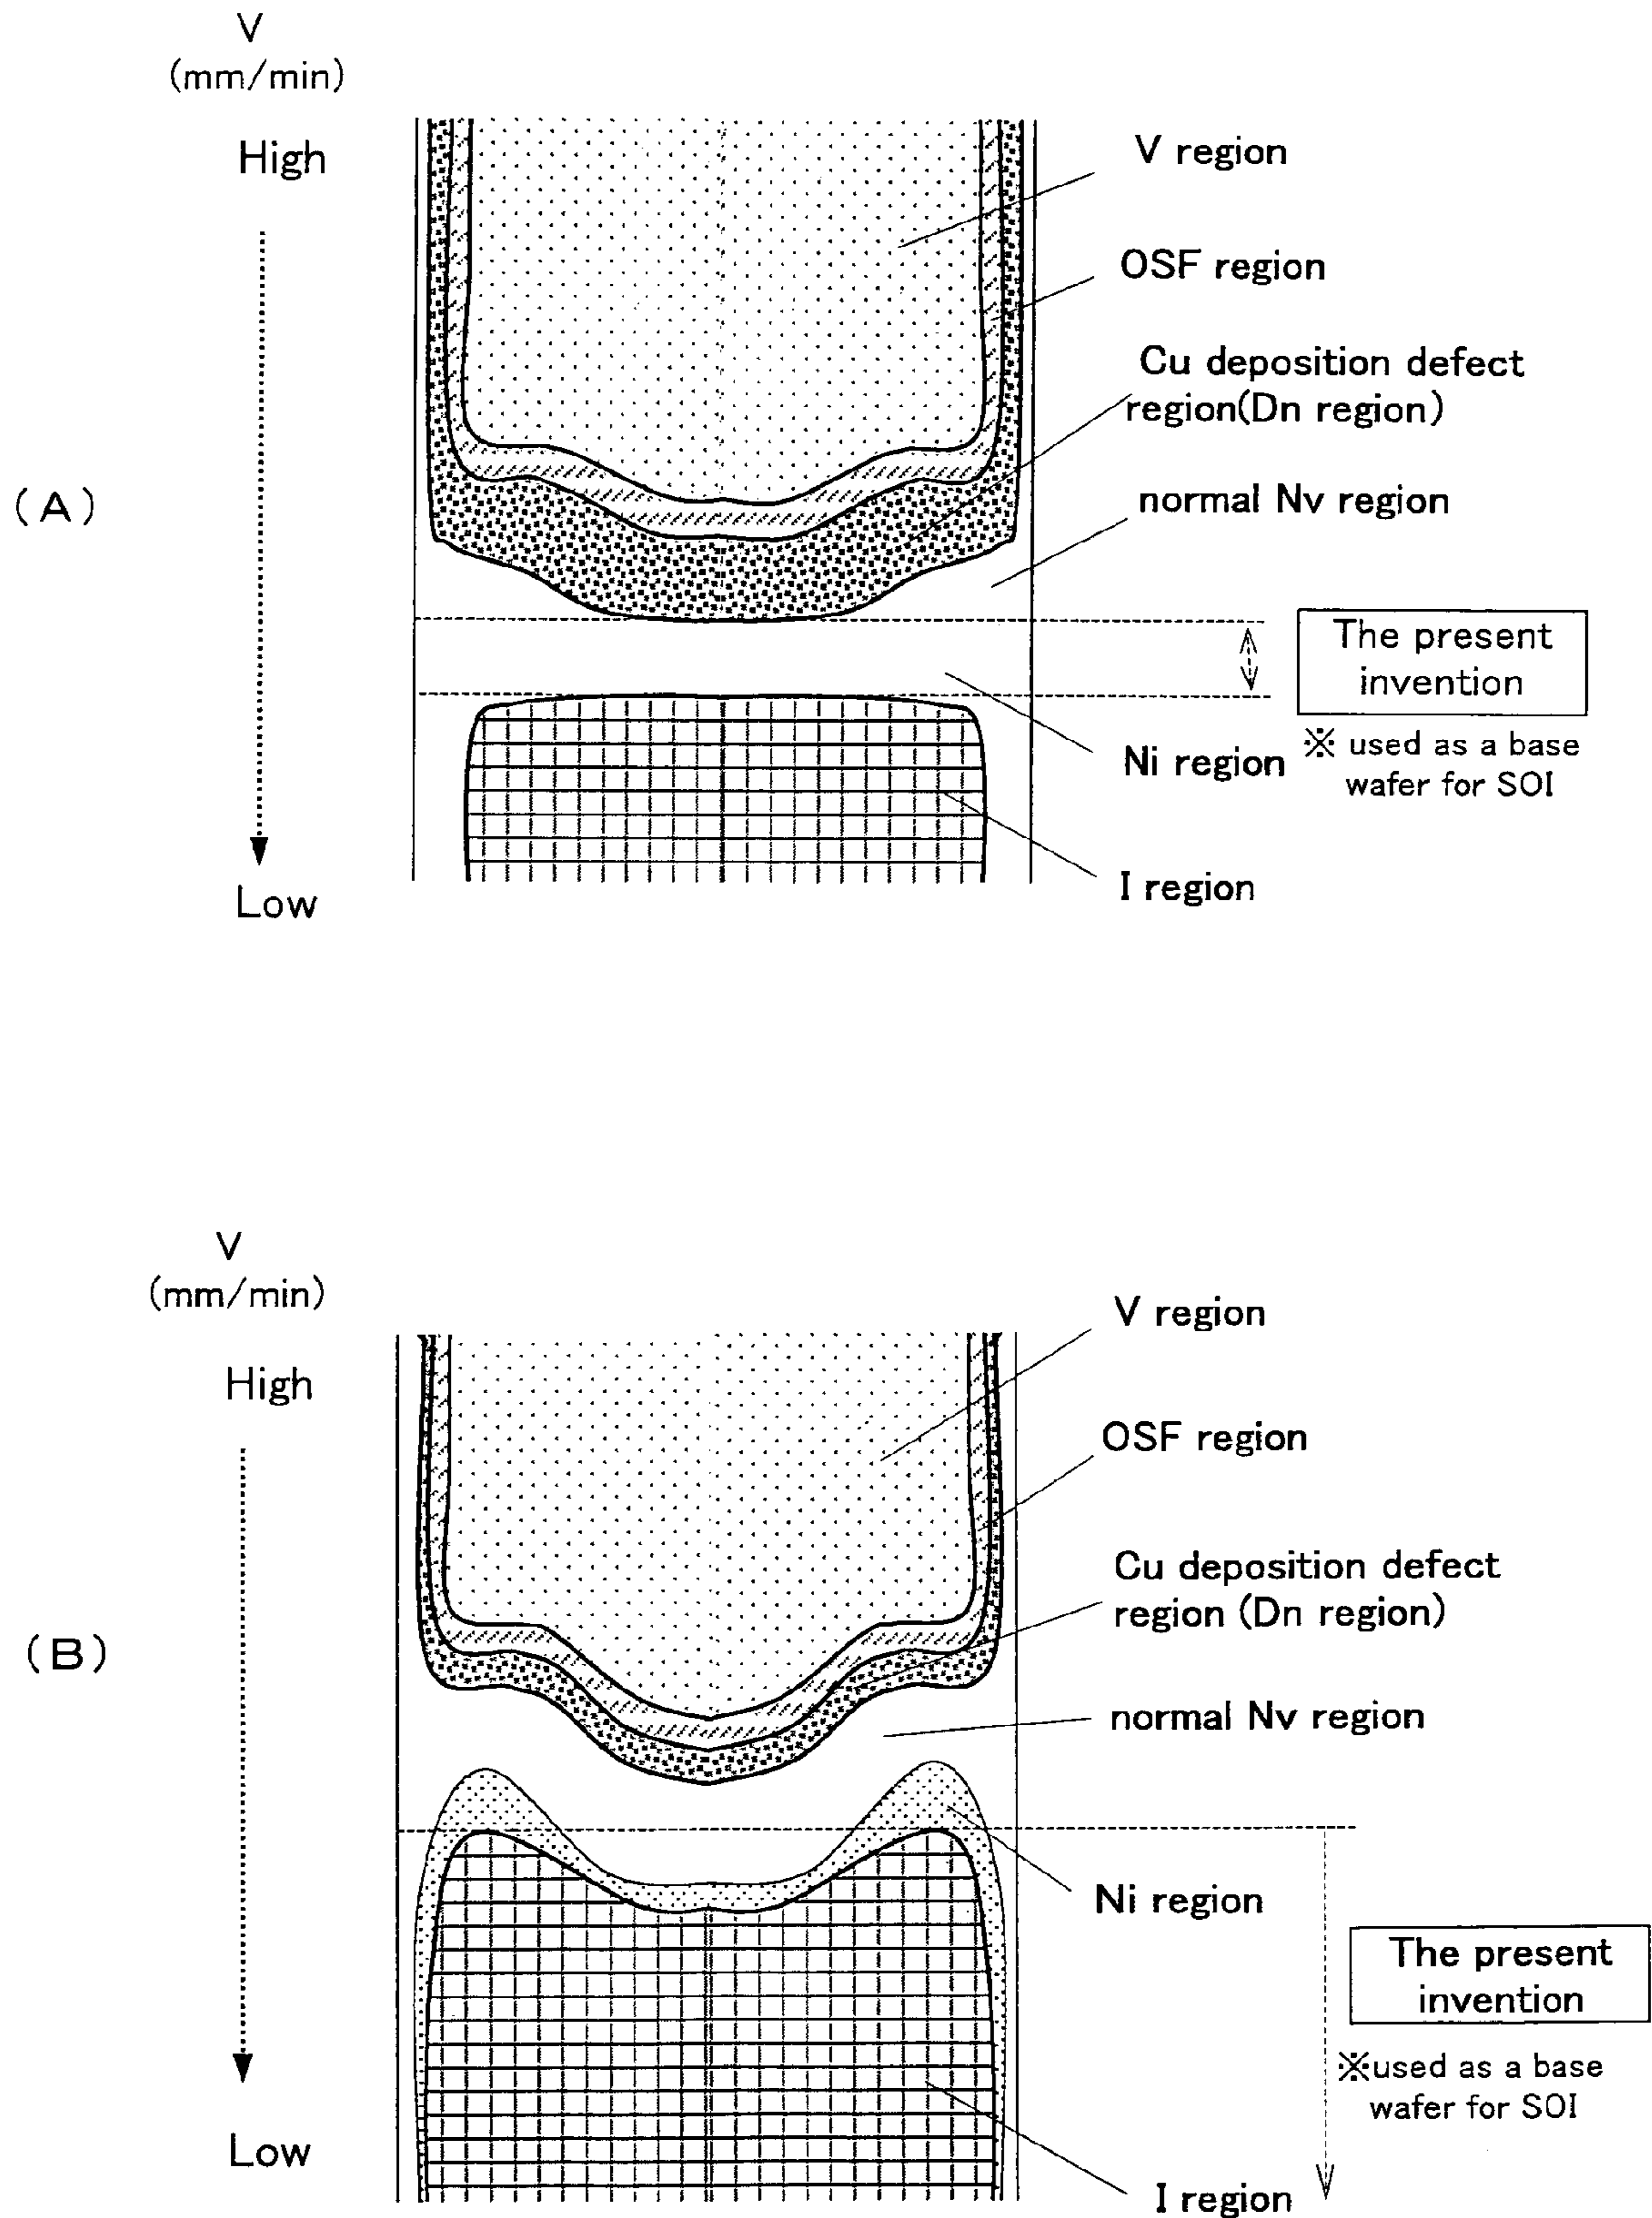 V
(mm/min)
High
V region
OSF region
Cu deposition defect
region(Dn region)
(A)
normal Nv region
The present
invention
Ni region
※ used as a base
wafer for SOI
I region
Low
V
(mm/min)
High
V region
OSF region
Cu deposition defect
region (Dn region)
(B)
normal Nv region
Ni region
The present
invention
※used as a base
wafer for SOI
Low
I region